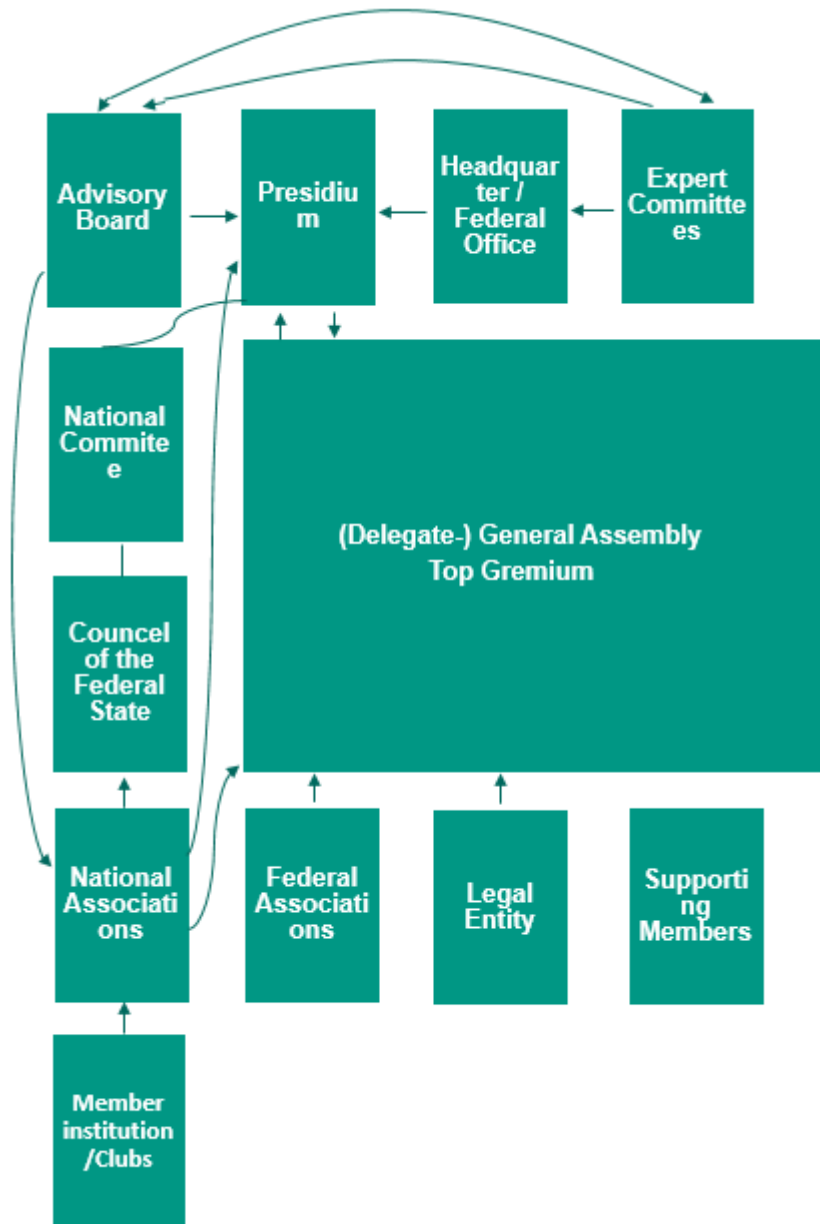 Advisory
Board
Presidiu
m
Headquar
ter /
Federal
Office
Expert
Committe
es
National
Commite
e
(Delegate-) General Assembly
Top Gremium
Councel
of the
Federal
State
National
Associati
ons
Federal
Associati
ons
Legal
Entity
Supporti
ng
Members
Member
institution
/Clubs